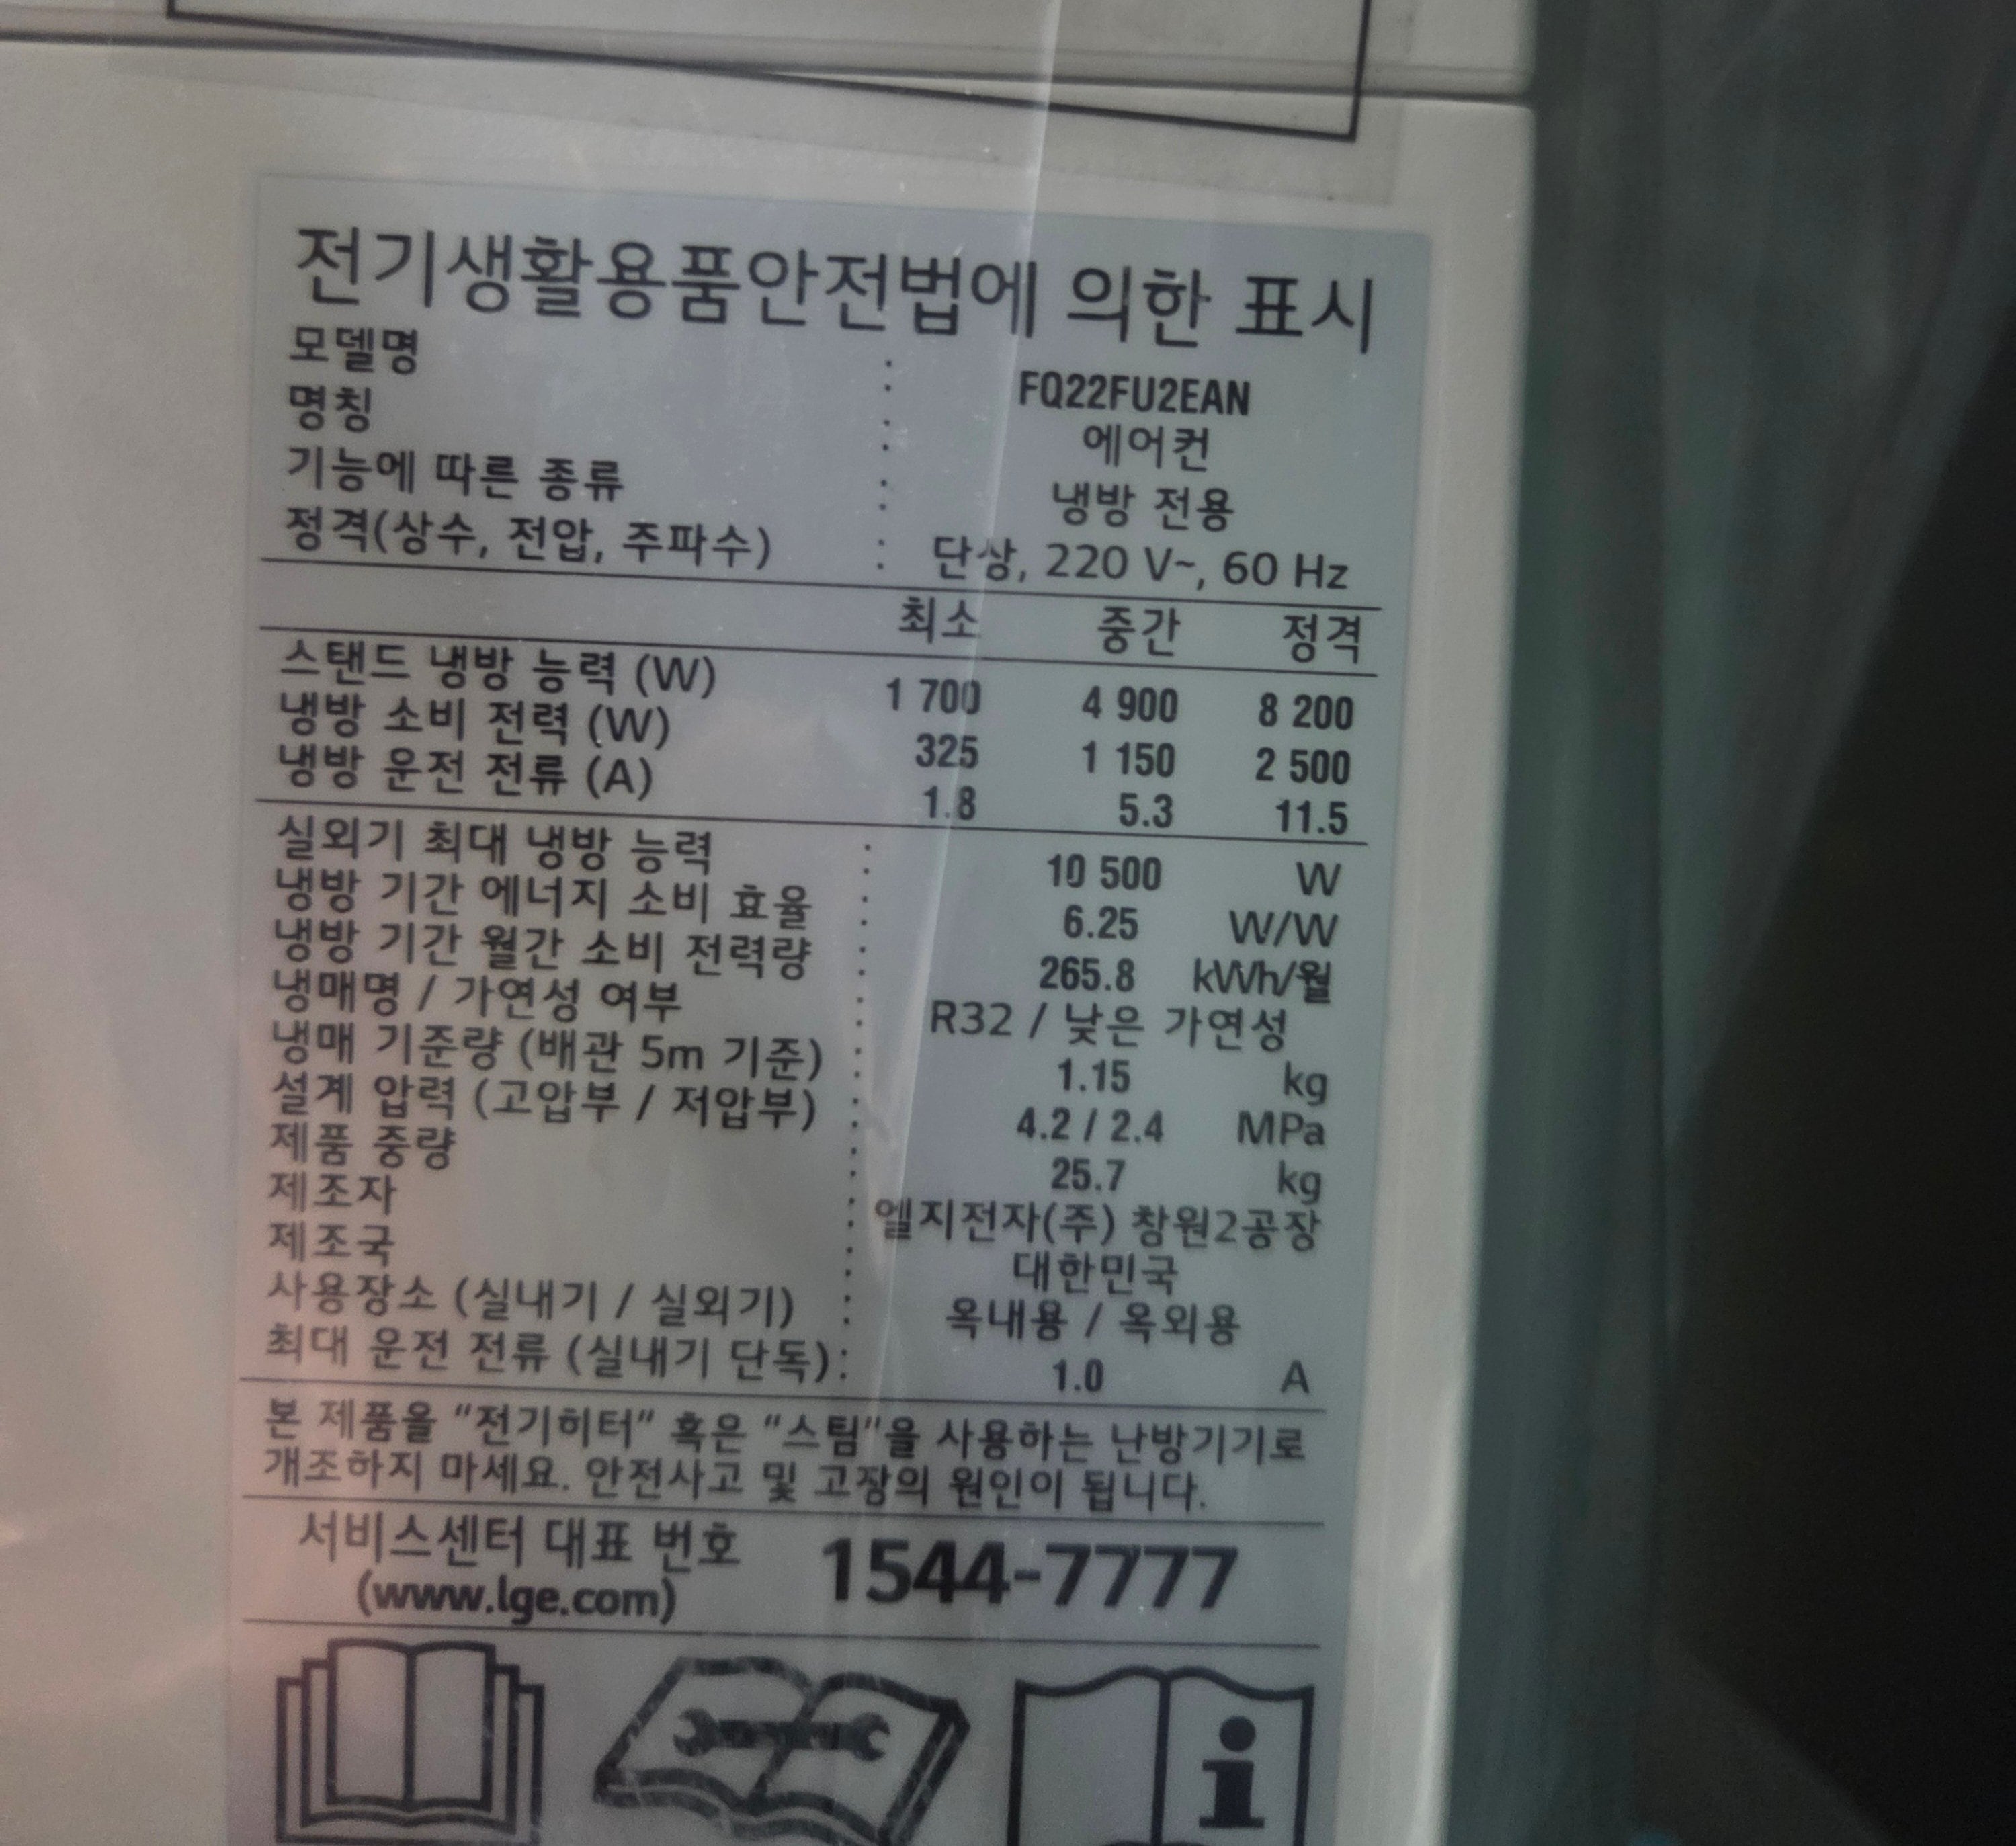 전기생활용품안전법에 의한 표시
모델명 : FQ22FU2EAN
명칭 : 에어컨
기능에 따른 종류 : 냉방 전용
정격(상수, 전압, 주파수) : 단상, 220 V~, 60 Hz
최소 중간 정격
스탠드 냉방 능력 (W) 1 700 4 900 8 200
냉방 소비 전력 (W) 325 1 150 2 500
냉방 운전 전류 (A) 1.8 5.3 11.5
실외기 최대 냉방 능력 : 10 500 W
냉방 기간 에너지 소비 효율 : 6.25 W/W
냉방 기간 월간 소비 전력량 : 265.8 kWh/월
냉매명 / 가연성 여부 : R32 / 낮은 가연성
냉매 기준량 (배관 5m 기준) : 1.15 kg
설계 압력 (고압부 / 저압부) : 4.2 / 2.4 MPa
제품 중량 : 25.7 kg
제조자 : 엘지전자(주) 창원2공장
제조국 : 대한민국
사용장소 (실내기 / 실외기) : 옥내용 / 옥외용
최대 운전 전류 (실내기 단독) : 1.0 A
본 제품을 "전기히터" 혹은 "스팀"을 사용하는 난방기기로
개조하지 마세요. 안전사고 및 고장의 원인이 됩니다.
서비스센터 대표 번호 1544-7777
(www.lge.com)